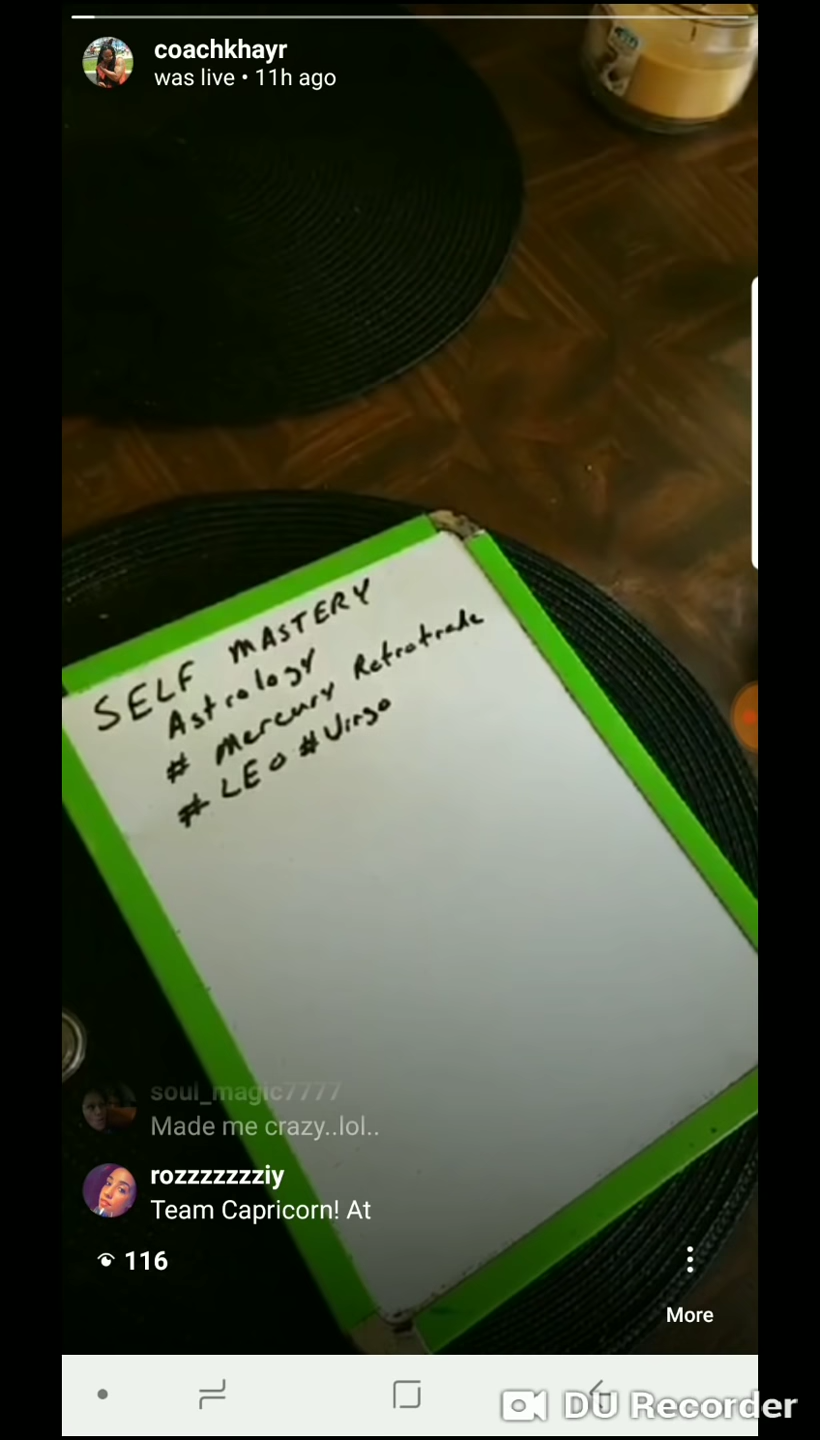 coachkhayr
was live • 11h ago
SELF MASTERY
Astrology
# Mercury Retrotrade
# LEO #Virgo
soul_magic7777
Made me crazy..lol..
rozzzzzzziy
Team Capricorn! At
116
More
DU Recorder